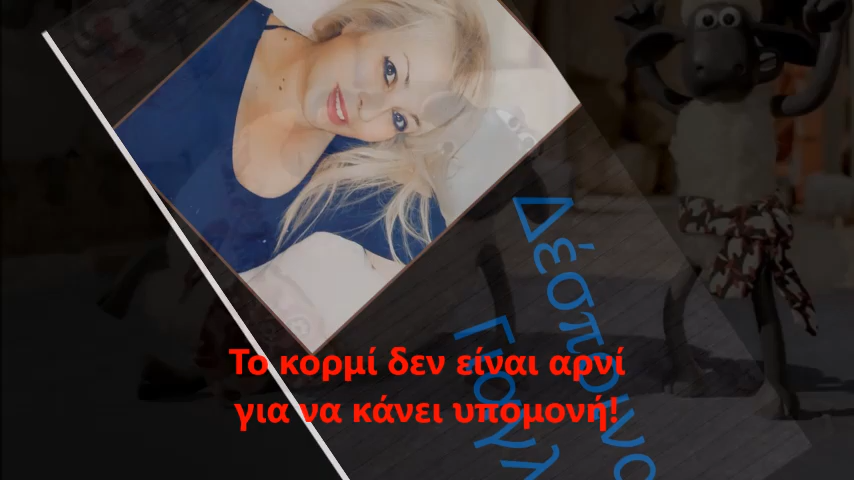 Το κορμί δεν είναι αρνί
για να κάνει υπομονή!
Δέσποινα